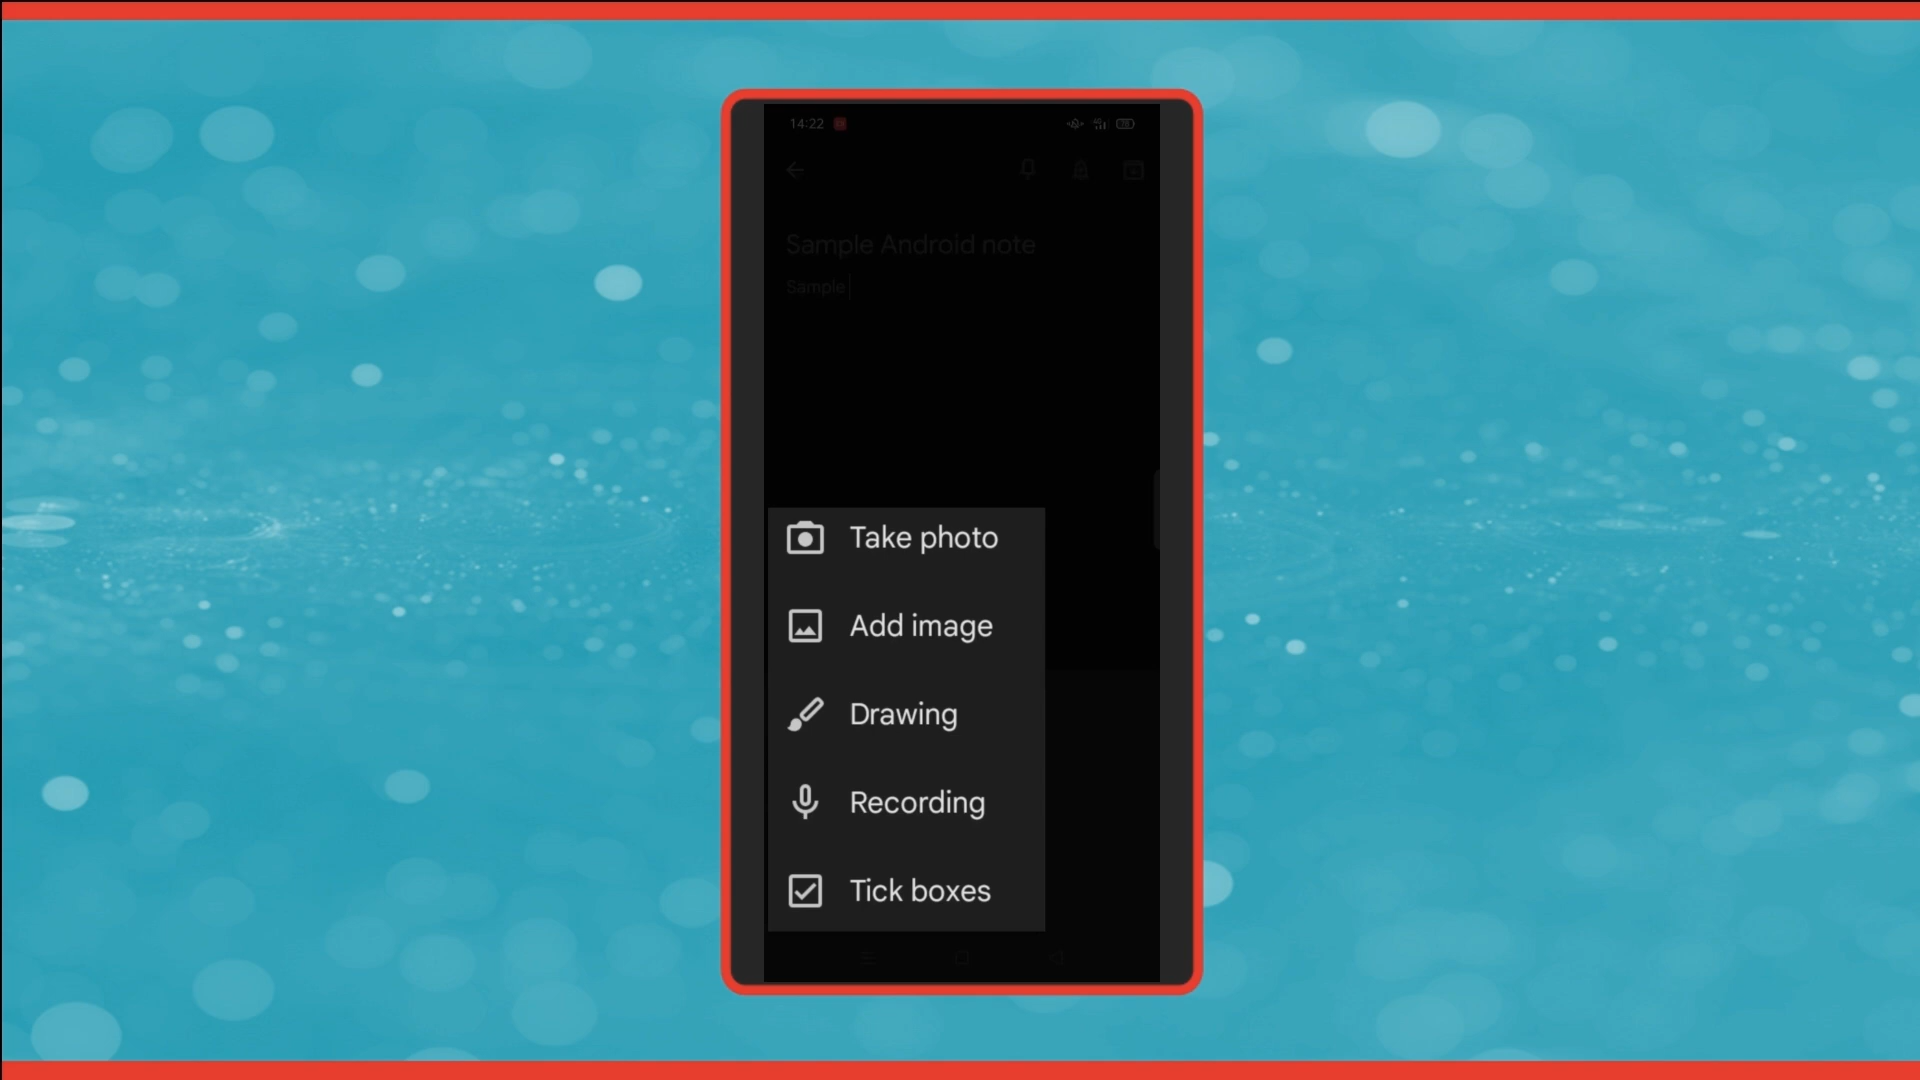 14:22
Sample Android note
Sample
Take photo
Add image
Drawing
Recording
Tick boxes